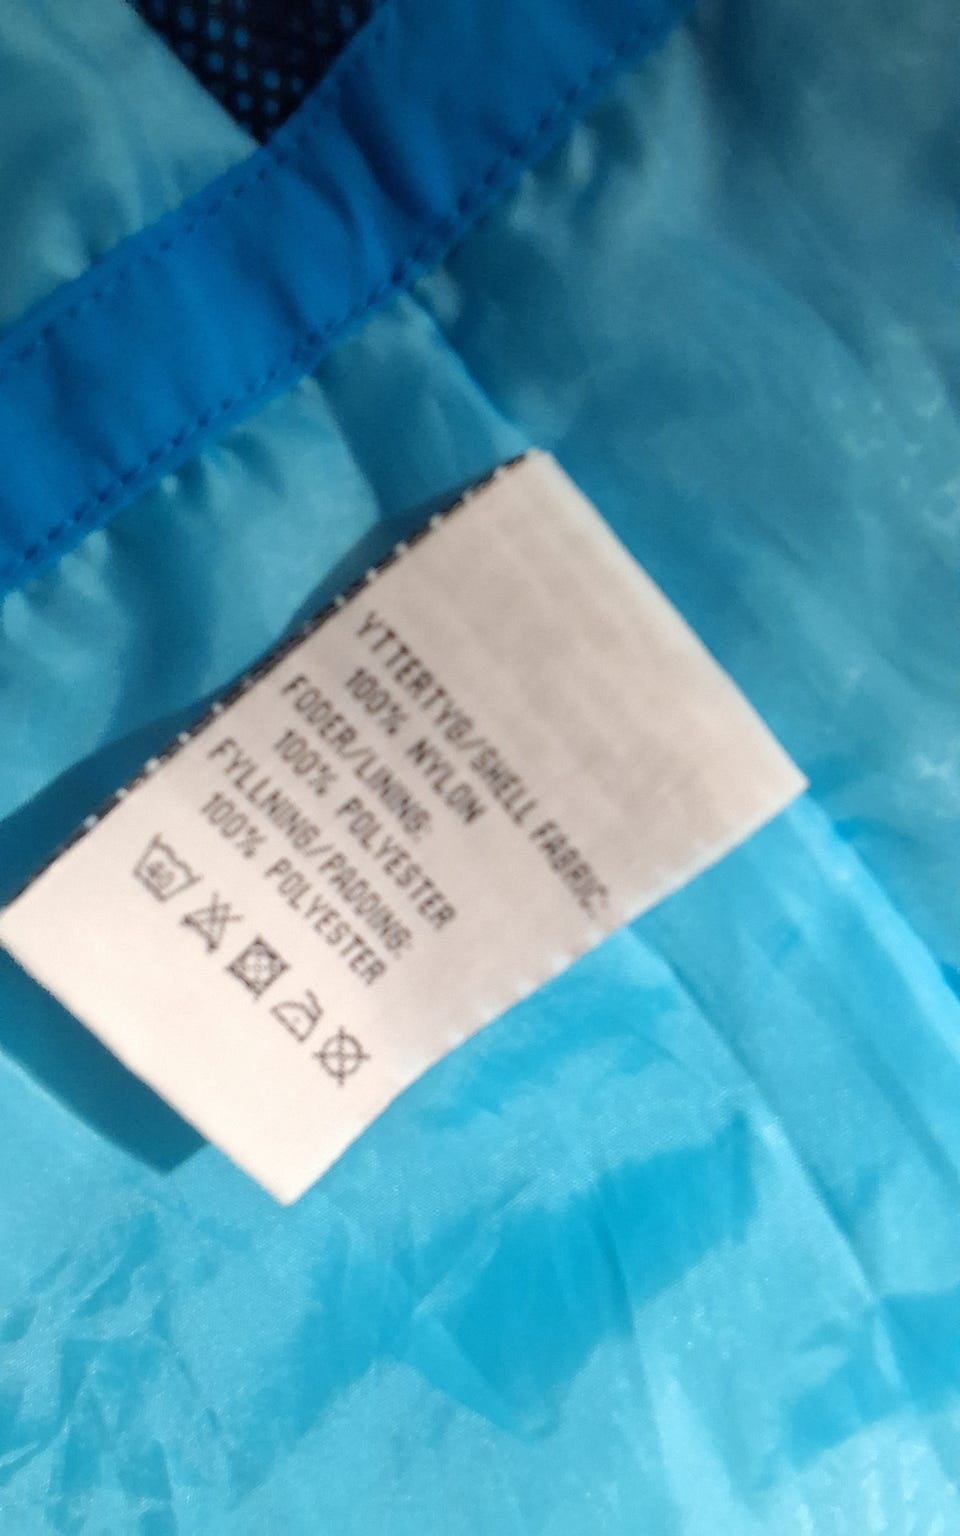 YTTERTYG/SHELL FABRIC:
100% NYLON
FODER/LINING:
100% POLYESTER
FYLLNING/PADDING:
100% POLYESTER